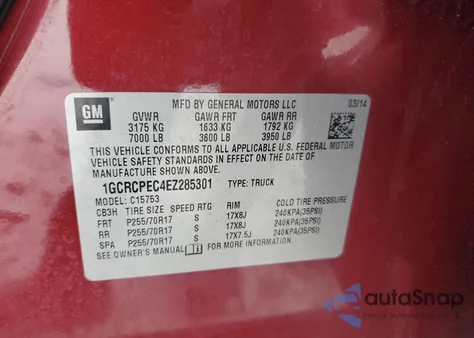 GM
MFD BY GENERAL MOTORS LLC 03/14
GVWR GAWR FRT GAWR RR
3175 KG 1633 KG 1792 KG
7000 LB 3600 LB 3950 LB
THIS VEHICLE CONFORMS TO ALL APPLICABLE U.S. FEDERAL MOTOR
VEHICLE SAFETY STANDARDS IN EFFECT ON THE DATE OF
MANUFACTURE SHOWN ABOVE.
1GCRCPEC4EZ285301 TYPE: TRUCK
MODEL: C15753
CB3H TIRE SIZE SPEED RTG RIM COLD TIRE PRESSURE
FRT P255/70R17 S 17X8J 240KPA(35PSI)
RR P255/70R17 S 17X8J 240KPA(35PSI)
SPA P255/70R17 S 17X7.5J 240KPA(35PSI)
SEE OWNER'S MANUAL FOR MORE INFORMATION.
autaSnap